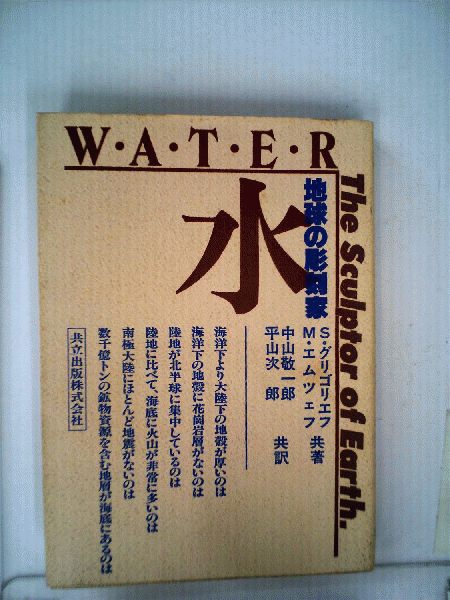 W·A·T·E·R
The Sculptor of Earth.
水
地球の彫刻家
S・グリゴリエフ
M・エムツェフ
共著
中山敬一郎
平山次郎
共訳
海洋下より大陸下の地殻が厚いのは
海洋下の地殻に花崗岩層がないのは
陸地が北半球に集中しているのは
陸地に比べて、海底に火山が非常に多いのは
南極大陸にほとんど地震がないのは
数千億トンの鉱物資源を含む地層が海底にあるのは
共立出版株式会社